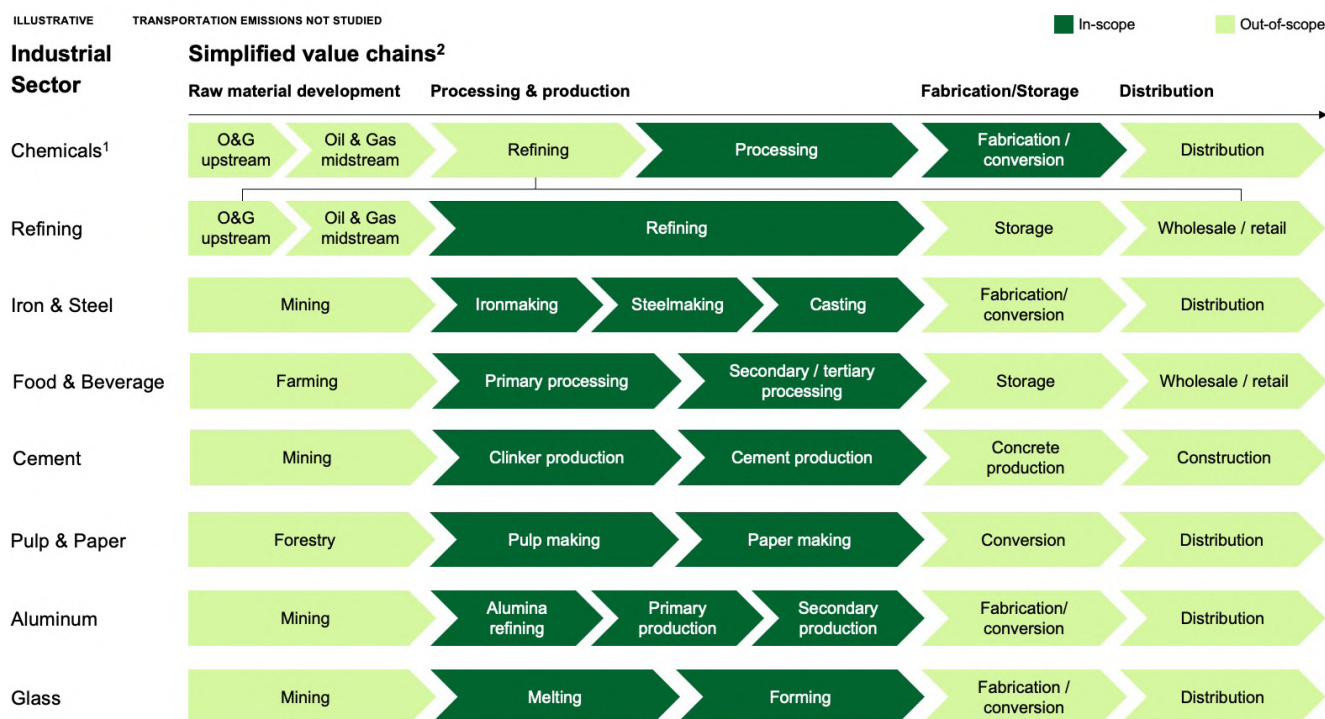 ILLUSTRATIVE TRANSPORTATION EMISSIONS NOT STUDIED
In-scope Out-of-scope
Industrial
Sector
Simplified value chains²
Raw material development Processing & production Fabrication/Storage Distribution
Chemicals¹
O&G
upstream
Oil & Gas
midstream
Refining
Processing
Fabrication /
conversion
Distribution
Refining
O&G
upstream
Oil & Gas
midstream
Refining
Storage
Wholesale / retail
Iron & Steel
Mining
Ironmaking
Steelmaking
Casting
Fabrication/
conversion
Distribution
Food & Beverage
Farming
Primary processing
Secondary / tertiary
processing
Storage
Wholesale / retail
Cement
Mining
Clinker production
Cement production
Concrete
production
Construction
Pulp & Paper
Forestry
Pulp making
Paper making
Conversion
Distribution
Aluminum
Mining
Alumina
refining
Primary
production
Secondary
production
Fabrication/
conversion
Distribution
Glass
Mining
Melting
Forming
Fabrication /
conversion
Distribution